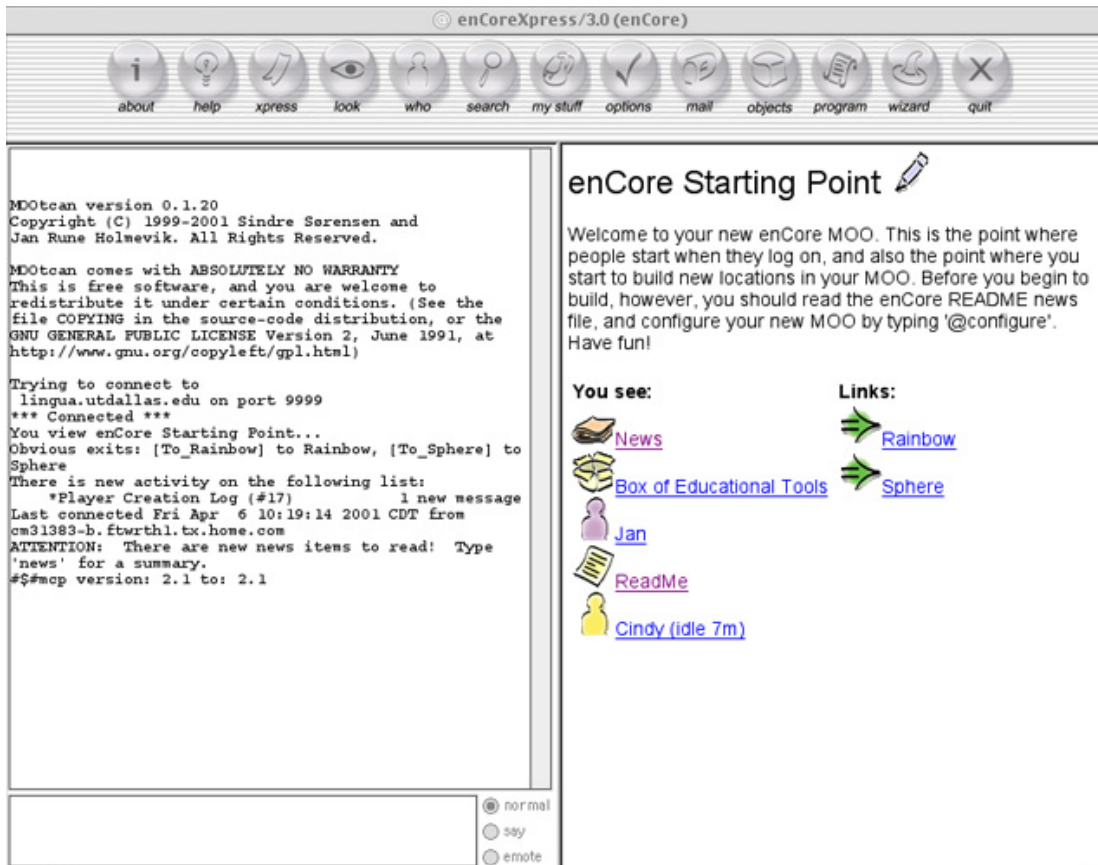 @ enCoreXpress/3.0 (enCore)
about help xpress look who search my stuff options mail objects program wizard quit
MOOtcan version 0.1.20
Copyright (C) 1999-2001 Sindre Sørensen and
Jan Rune Holmevik. All Rights Reserved.
MOOtcan comes with ABSOLUTELY NO WARRANTY
This is free software, and you are welcome to
redistribute it under certain conditions. (See the
file COPYING in the source-code distribution, or the
GNU GENERAL PUBLIC LICENSE Version 2, June 1991, at
http://www.gnu.org/copyleft/gpl.html)
Trying to connect to
lingua.utdallas.edu on port 9999
*** Connected ***
You view enCore Starting Point...
Obvious exits: [To_Rainbow] to Rainbow, [To_Sphere] to
Sphere
There is new activity on the following list:
*Player Creation Log (#17) 1 new message
Last connected Fri Apr 6 10:19:14 2001 CDT from
cm31383-b.ftwrth1.tx.home.com
ATTENTION: There are new news items to read! Type
'news' for a summary.
#$#mcp version: 2.1 to: 2.1
normal
say
emote
enCore Starting Point
Welcome to your new enCore MOO. This is the point where
people start when they log on, and also the point where you
start to build new locations in your MOO. Before you begin to
build, however, you should read the enCore README news
file, and configure your new MOO by typing '@configure'.
Have fun!
You see:
News
Box of Educational Tools
Jan
ReadMe
Cindy (idle 7m)
Links:
Rainbow
Sphere